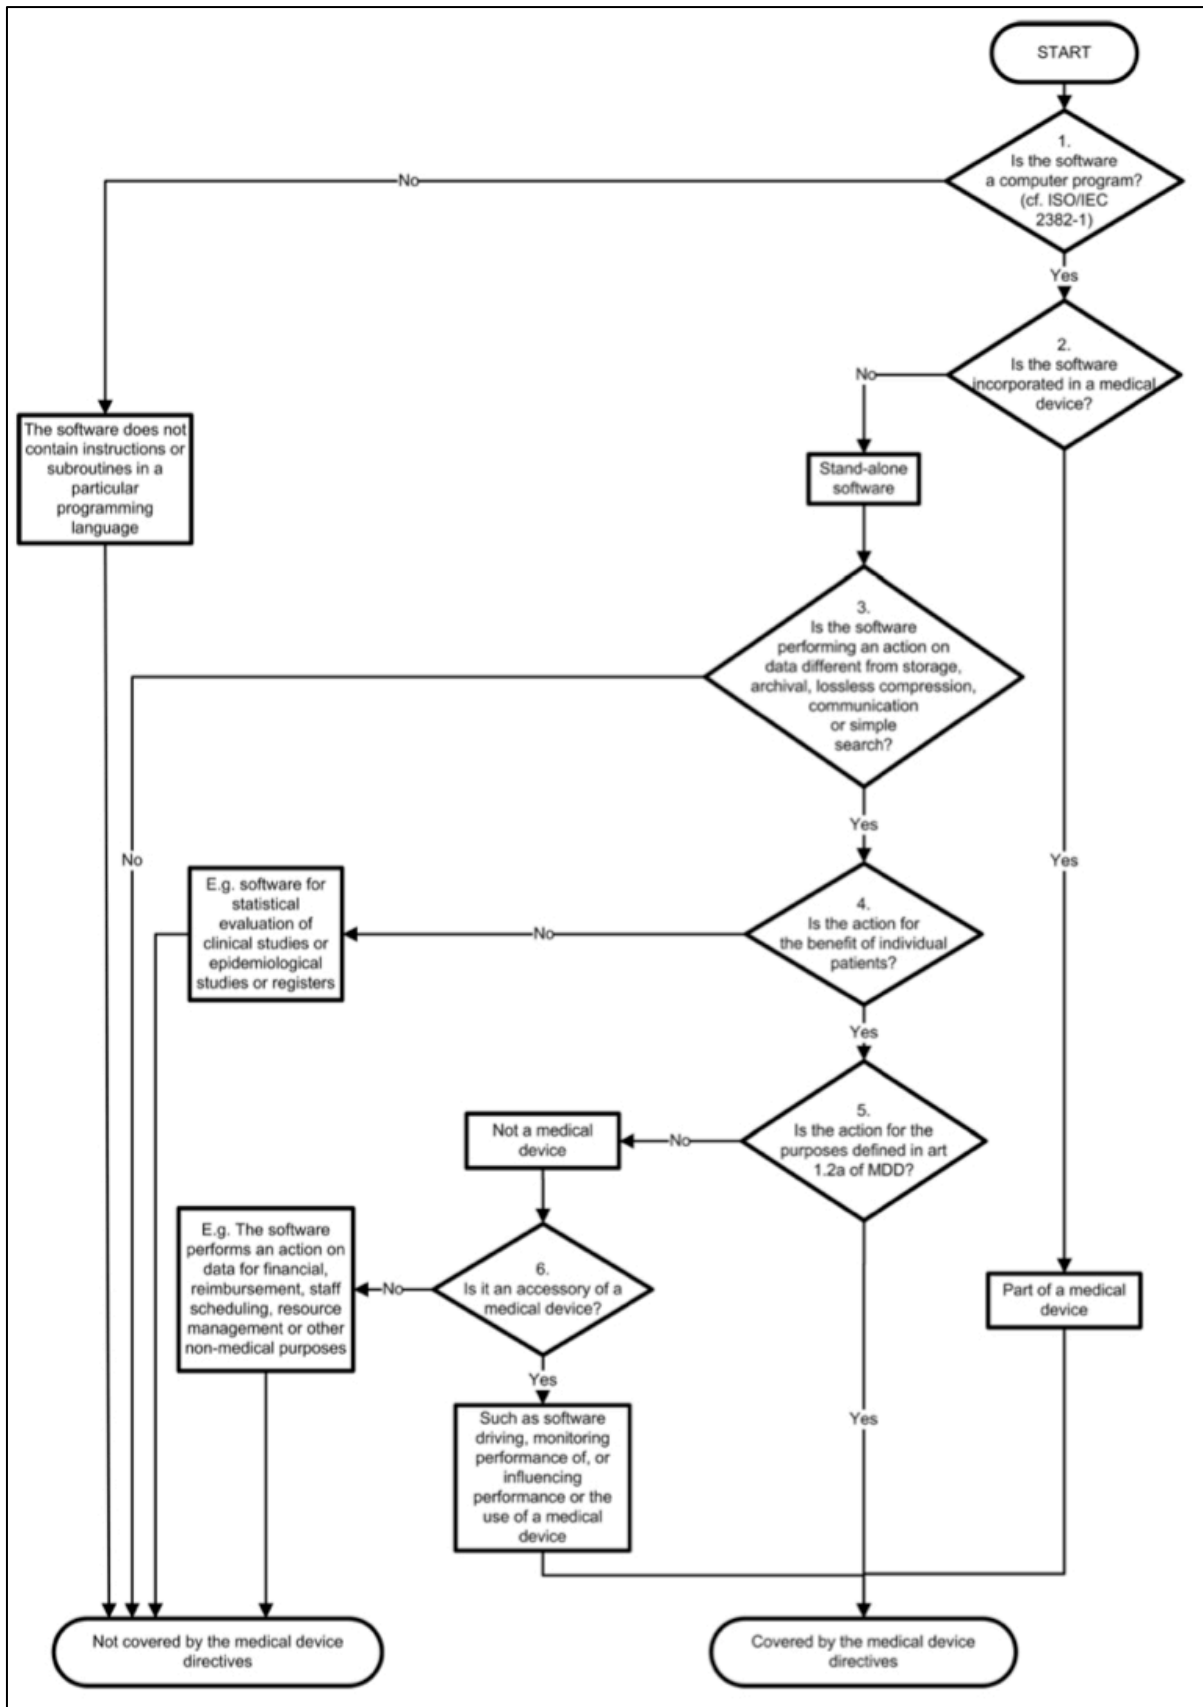 START
1.
Is the software
a computer program?
(cf. ISO/IEC
2382-1)
No
Yes
2.
Is the software
incorporated in a medical
device?
No
The software does not
contain instructions or
subroutines in a
particular
programming
language
Stand-alone
software
3.
Is the software
performing an action on
data different from storage,
archival, lossless compression,
communication
or simple
search?
Yes
No
Yes
E.g. software for
statistical
evaluation of
clinical studies or
epidemiological
studies or registers
No
4.
Is the action for
the benefit of individual
patients?
Yes
5.
Is the action for the
purposes defined in art
1.2a of MDD?
No
Not a medical
device
E.g. The software
performs an action on
data for financial,
reimbursement, staff
scheduling, resource
management or other
non-medical purposes
No
6.
Is it an accessory of a
medical device?
Part of a medical
device
Yes
Such as software
driving, monitoring
performance of, or
influencing
performance or the
use of a medical
device
Yes
Not covered by the medical device
directives
Covered by the medical device
directives